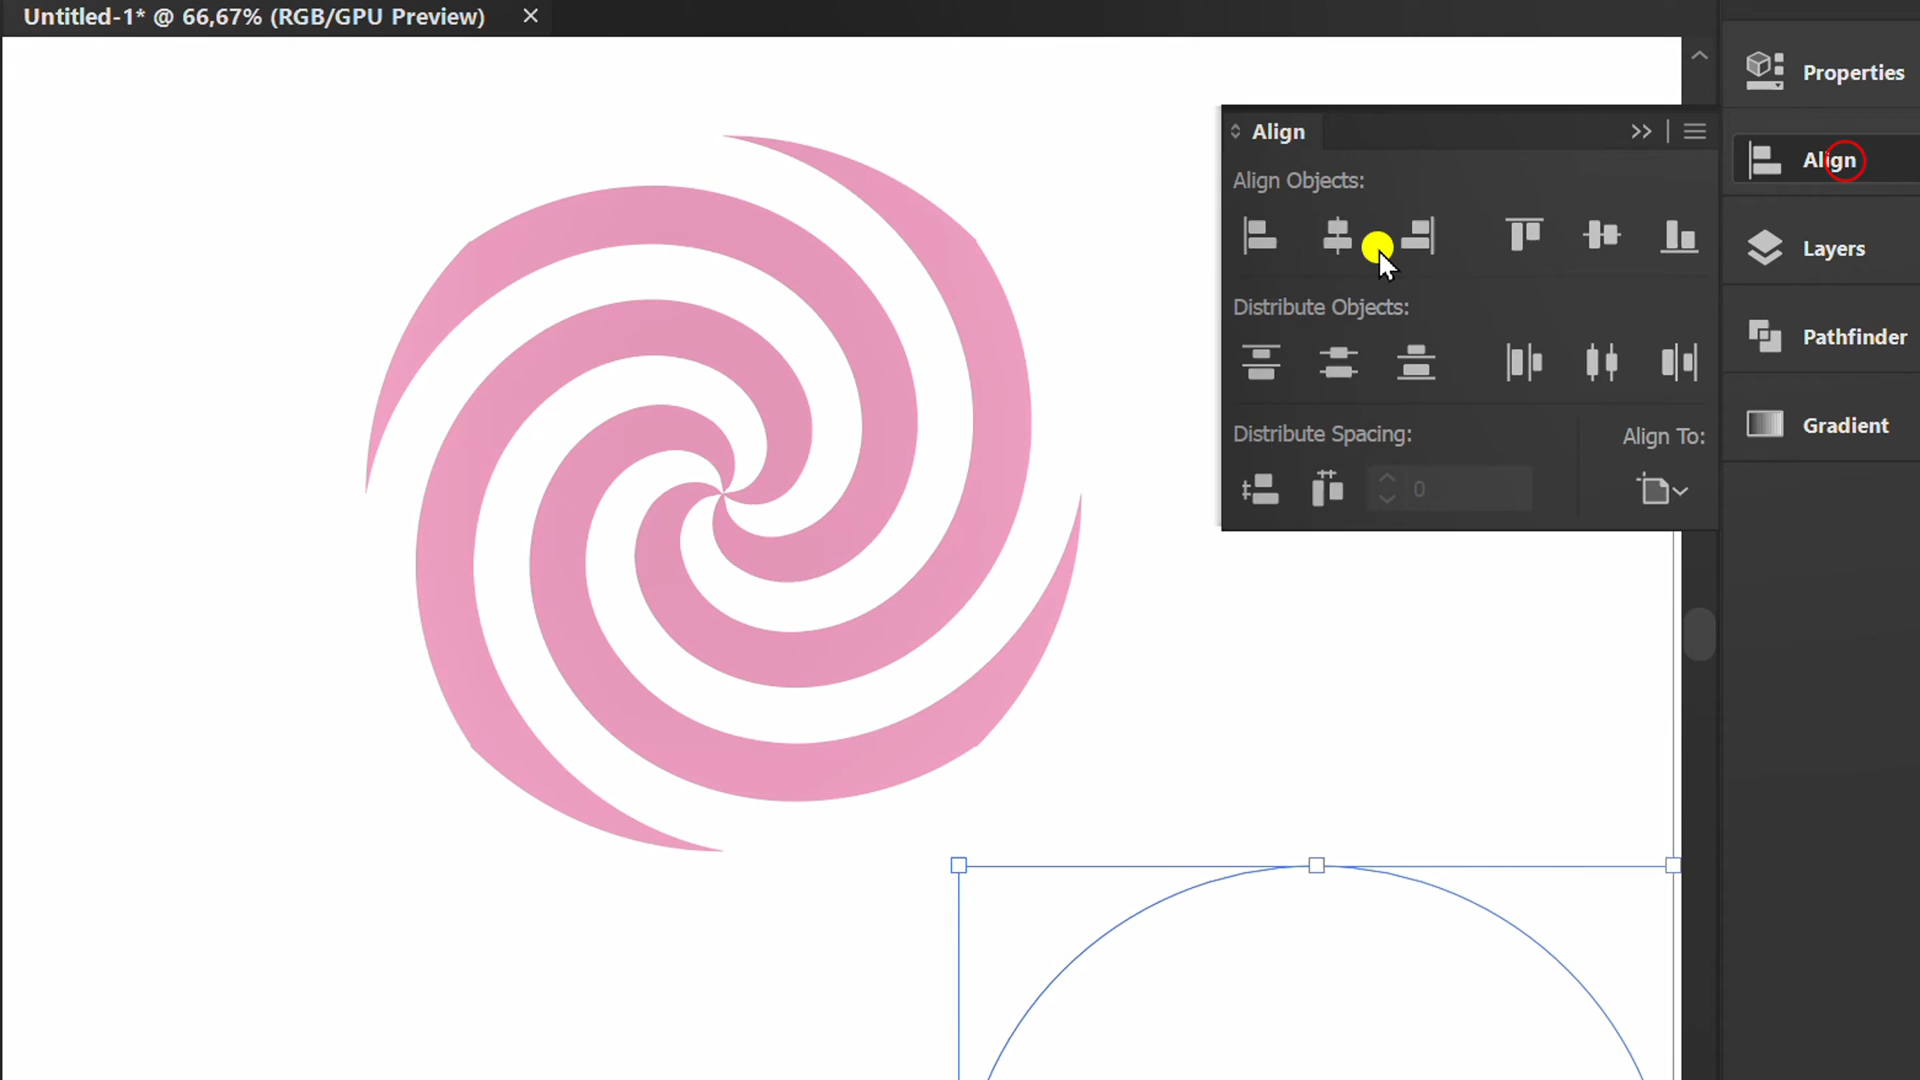 Untitled-1* @ 66,67% (RGB/GPU Preview)
Properties
Align
Align
Align Objects:
Layers
Distribute Objects:
Pathfinder
Gradient
Distribute Spacing:
Align To:
0